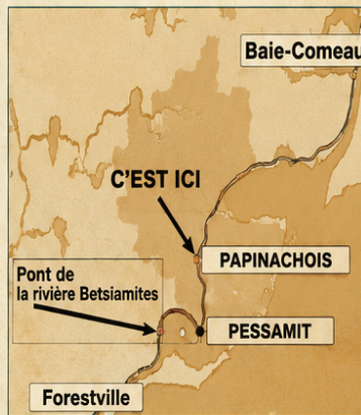 Baie-Comeau
C'EST ICI
PAPINACHOIS
Pont de
la rivière Betsiamites
PESSAMIT
Forestville